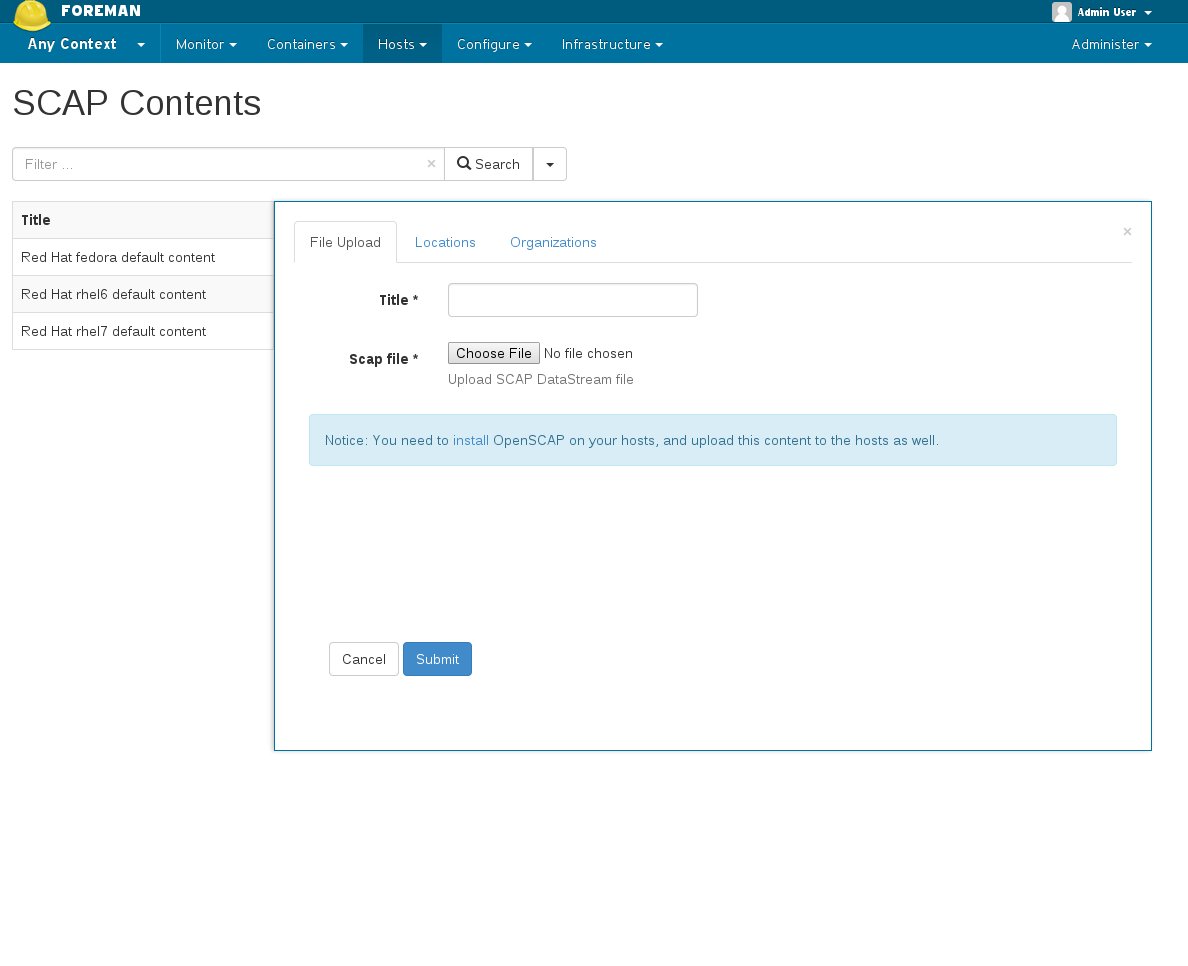 FOREMAN
Admin User
Any Context Monitor Containers Hosts Configure Infrastructure Administer
SCAP Contents
Filter ... × Search
Title
Red Hat fedora default content
Red Hat rhel6 default content
Red Hat rhel7 default content
×
File Upload Locations Organizations
Title *
Scap file * Choose File No file chosen
Upload SCAP DataStream file
Notice: You need to install OpenSCAP on your hosts, and upload this content to the hosts as well.
Cancel Submit